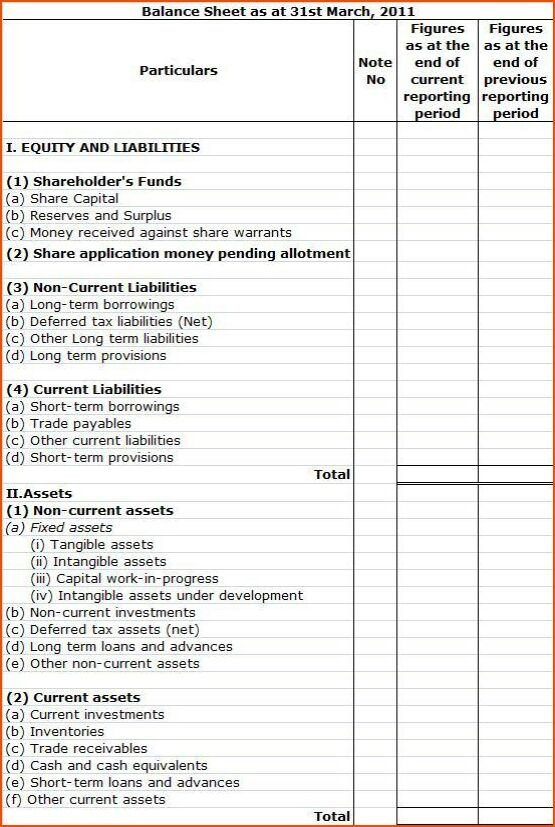 Balance Sheet as at 31st March, 2011
Particulars
Note
No
Figures
as at the
end of
current
reporting
period
Figures
as at the
end of
previous
reporting
period
I. EQUITY AND LIABILITIES
(1) Shareholder's Funds
(a) Share Capital
(b) Reserves and Surplus
(c) Money received against share warrants
(2) Share application money pending allotment
(3) Non-Current Liabilities
(a) Long-term borrowings
(b) Deferred tax liabilities (Net)
(c) Other Long term liabilities
(d) Long term provisions
(4) Current Liabilities
(a) Short-term borrowings
(b) Trade payables
(c) Other current liabilities
(d) Short-term provisions
Total
II.Assets
(1) Non-current assets
(a) Fixed assets
(i) Tangible assets
(ii) Intangible assets
(iii) Capital work-in-progress
(iv) Intangible assets under development
(b) Non-current investments
(c) Deferred tax assets (net)
(d) Long term loans and advances
(e) Other non-current assets
(2) Current assets
(a) Current investments
(b) Inventories
(c) Trade receivables
(d) Cash and cash equivalents
(e) Short-term loans and advances
(f) Other current assets
Total